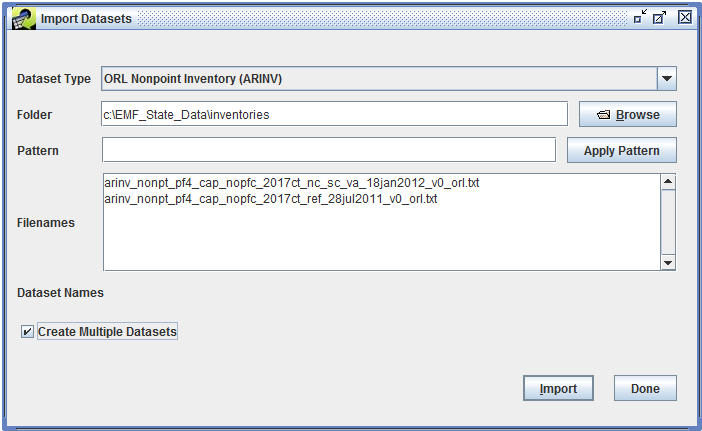 Import Datasets
Dataset Type ORL Nonpoint Inventory (ARINV)
Folder c:\EMF_State_Data\inventories Browse
Pattern Apply Pattern
arinv_nonpt_pf4_cap_nopfc_2017ct_nc_sc_va_18jan2012_v0_orl.txt
arinv_nonpt_pf4_cap_nopfc_2017ct_ref_28jul2011_v0_orl.txt
Filenames
Dataset Names
Create Multiple Datasets
Import Done